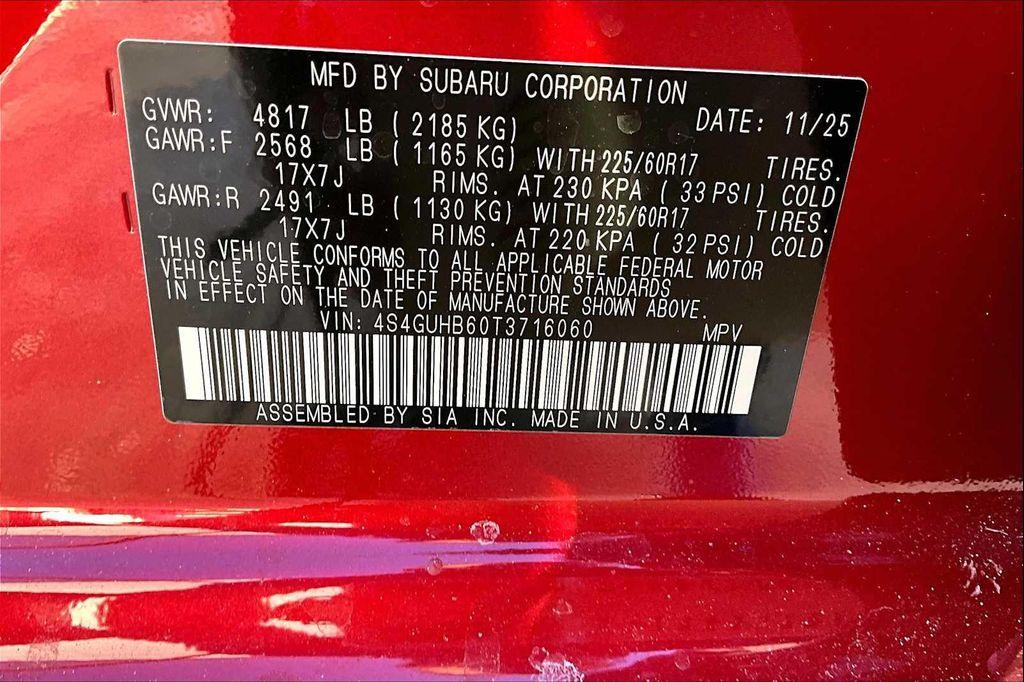 MFD BY SUBARU CORPORATION
GVWR: 4817 LB ( 2185 KG) DATE: 11/25
GAWR:F 2568 LB ( 1165 KG) WITH 225/60R17 TIRES.
17X7J RIMS. AT 230 KPA ( 33 PSI) COLD
GAWR:R 2491 LB ( 1130 KG) WITH 225/60R17 TIRES.
17X7J RIMS. AT 220 KPA ( 32 PSI) COLD
THIS VEHICLE CONFORMS TO ALL APPLICABLE FEDERAL MOTOR
VEHICLE SAFETY AND THEFT PREVENTION STANDARDS
IN EFFECT ON THE DATE OF MANUFACTURE SHOWN ABOVE.
VIN: 4S4GUHB60T3716060 MPV
ASSEMBLED BY SIA INC. MADE IN U.S.A.